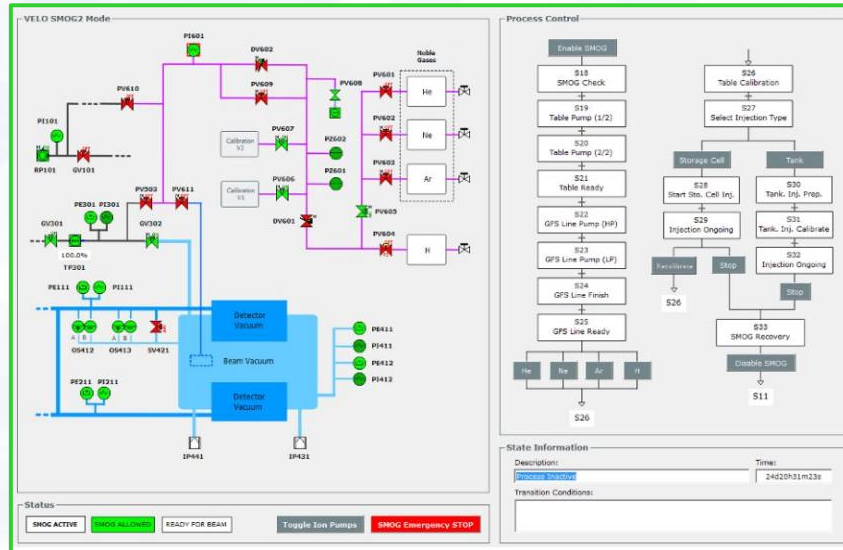 VELO SMOG2 Mode
PI601
DV602
Noble
Gases
PV608
PV601
PV610
PV609
He
PI101
PV607
PV602
Calibration
V2
PZ602
Ne
RP101
GV101
PV603
PE301 PI301
PV503 PV611
PV606
PZ601
Ar
Calibration
V1
GV301
GV302
DV601
PV605
PV604
100.0%
H
TP301
PE111 PI111
Detector
Vacuum
PE411
A B A B
OS412 OS413 SV421
Beam Vacuum
PI411
PE412
PE211 PI211
PI412
Detector
Vacuum
IP441 IP431
Status
SMOG ACTIVE
SMOG ALLOWED
READY FOR BEAM
Toggle Ion Pumps
SMOG Emergency STOP
Process Control
Enable SMOG
S18
SMOG Check
S19
Table Pump (1/2)
S20
Table Pump (2/2)
S21
Table Ready
S22
GFS Line Pump (HP)
S23
GFS Line Pump (LP)
S24
GFS Line Finish
S25
GFS Line Ready
He Ne Ar H
S26
S26
Table Calibration
S27
Select Injection Type
Storage Cell
Tank
S28
Start Sto. Cell Inj.
S29
Injection Ongoing
Recalibrate
Stop
S26
S30
Tank. Inj. Prep.
S31
Tank. Inj. Calibrate
S32
Injection Ongoing
Stop
S33
SMOG Recovery
Disable SMOG
S11
State Information
Description:
Time:
Process Inactive
24d20h31m23s
Transition Conditions: